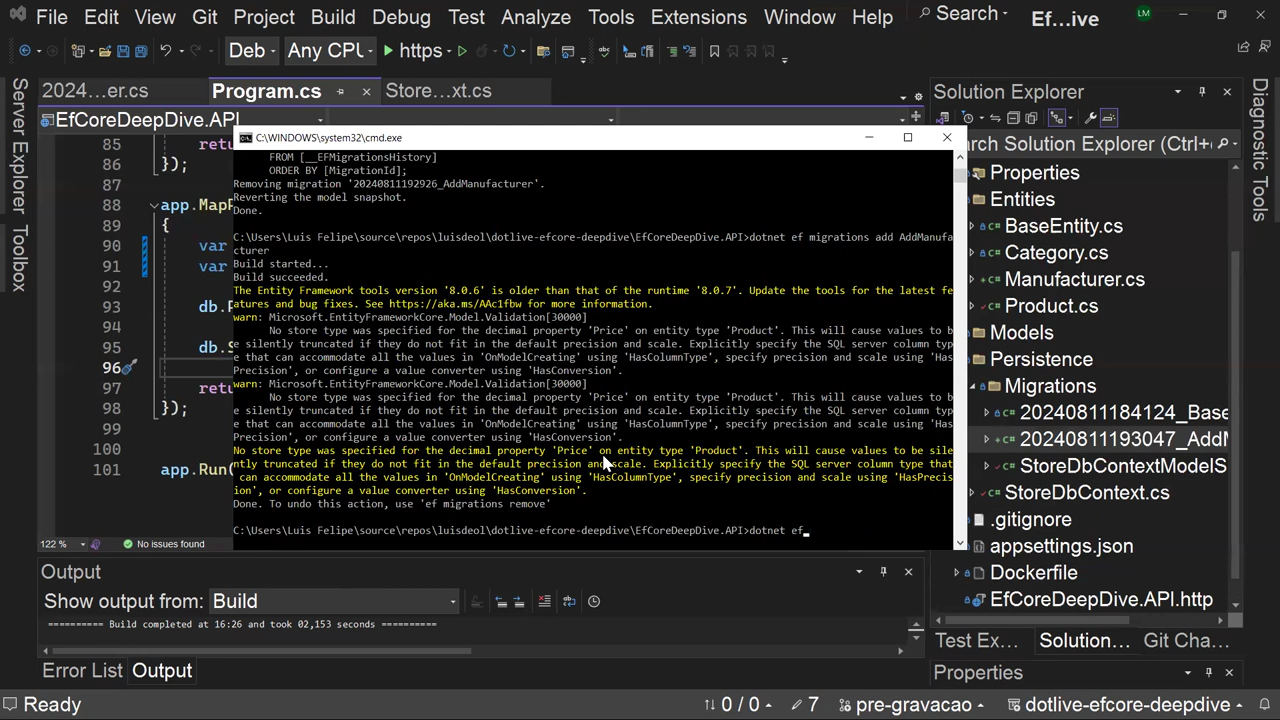 File Edit View Git Project Build Debug Test Analyze Tools Extensions Window Help Search Ef...ive LM
Deb Any CPU https
Server Explorer
Toolbox
2024...er.cs Program.cs Store...xt.cs
EfCoreDeepDive.API
85 retu
86 });
87
88 app.MapP
89 {
90 var
91 var
92
93 db.P
94
95 db.S
96
97 retu
98 });
99
100
101 app.Run(
122 % No issues found
C:\WINDOWS\system32\cmd.exe
FROM [__EFMigrationsHistory]
ORDER BY [MigrationId];
Removing migration '20240811192926_AddManufacturer'.
Reverting the model snapshot.
Done.
C:\Users\Luis Felipe\source\repos\luisdeol\dotlive-efcore-deepdive\EfCoreDeepDive.API>dotnet ef migrations add AddManufa
cturer
Build started...
Build succeeded.
The Entity Framework tools version '8.0.6' is older than that of the runtime '8.0.7'. Update the tools for the latest fe
atures and bug fixes. See https://aka.ms/AAc1fbw for more information.
warn: Microsoft.EntityFrameworkCore.Model.Validation[30000]
No store type was specified for the decimal property 'Price' on entity type 'Product'. This will cause values to b
e silently truncated if they do not fit in the default precision and scale. Explicitly specify the SQL server column typ
e that can accommodate all the values in 'OnModelCreating' using 'HasColumnType', specify precision and scale using 'Has
Precision', or configure a value converter using 'HasConversion'.
warn: Microsoft.EntityFrameworkCore.Model.Validation[30000]
No store type was specified for the decimal property 'Price' on entity type 'Product'. This will cause values to b
e silently truncated if they do not fit in the default precision and scale. Explicitly specify the SQL server column typ
e that can accommodate all the values in 'OnModelCreating' using 'HasColumnType', specify precision and scale using 'Has
Precision', or configure a value converter using 'HasConversion'.
No store type was specified for the decimal property 'Price' on entity type 'Product'. This will cause values to be sile
ntly truncated if they do not fit in the default precision and scale. Explicitly specify the SQL server column type that
can accommodate all the values in 'OnModelCreating' using 'HasColumnType', specify precision and scale using 'HasPrecis
ion', or configure a value converter using 'HasConversion'.
Done. To undo this action, use 'ef migrations remove'
C:\Users\Luis Felipe\source\repos\luisdeol\dotlive-efcore-deepdive\EfCoreDeepDive.API>dotnet ef
Solution Explorer
Search Solution Explorer (Ctrl+
Properties
Entities
BaseEntity.cs
Category.cs
Manufacturer.cs
Product.cs
Models
Persistence
Migrations
20240811184124_Base
20240811193047_AddM
StoreDbContextModelS
StoreDbContext.cs
.gitignore
appsettings.json
Dockerfile
EfCoreDeepDive.API.http
Test Ex... Solution... Git Cha...
Properties
Diagnostic Tools
Output
Show output from: Build
========== Build completed at 16:26 and took 02,153 seconds ==========
Error List Output
Ready 0 / 0 7 pre-gravacao dotlive-efcore-deepdive